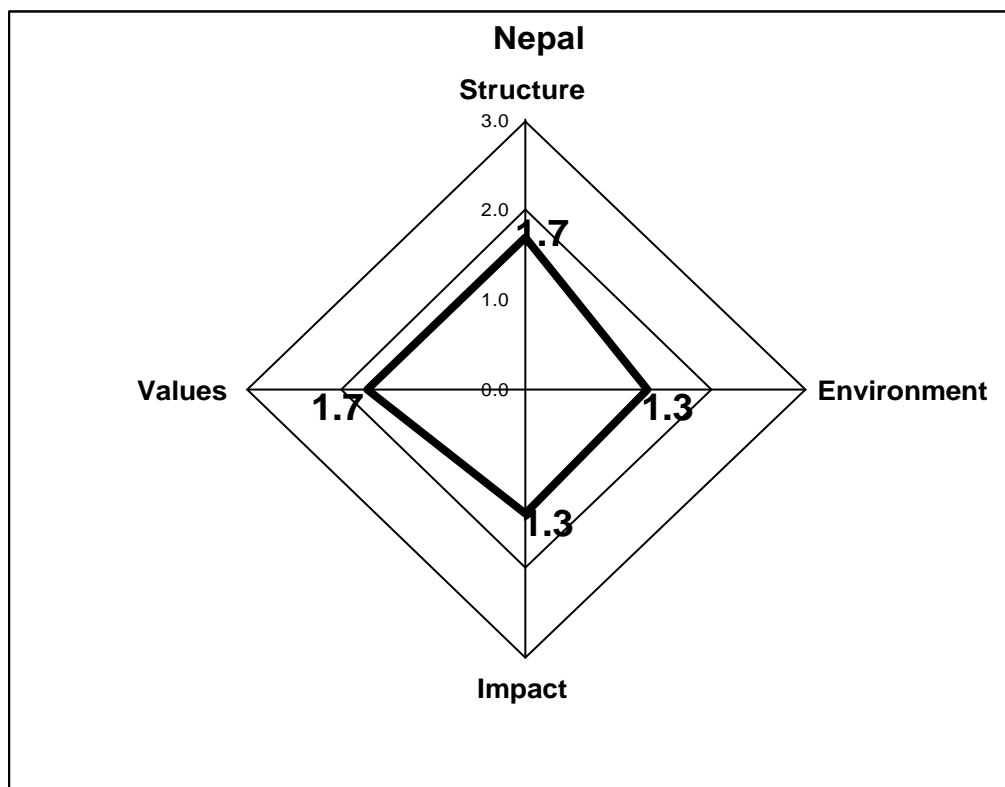 Nepal
Structure
3.0
2.0
1.7
1.0
Values
0.0
Environment
1.7
1.3
1.3
Impact